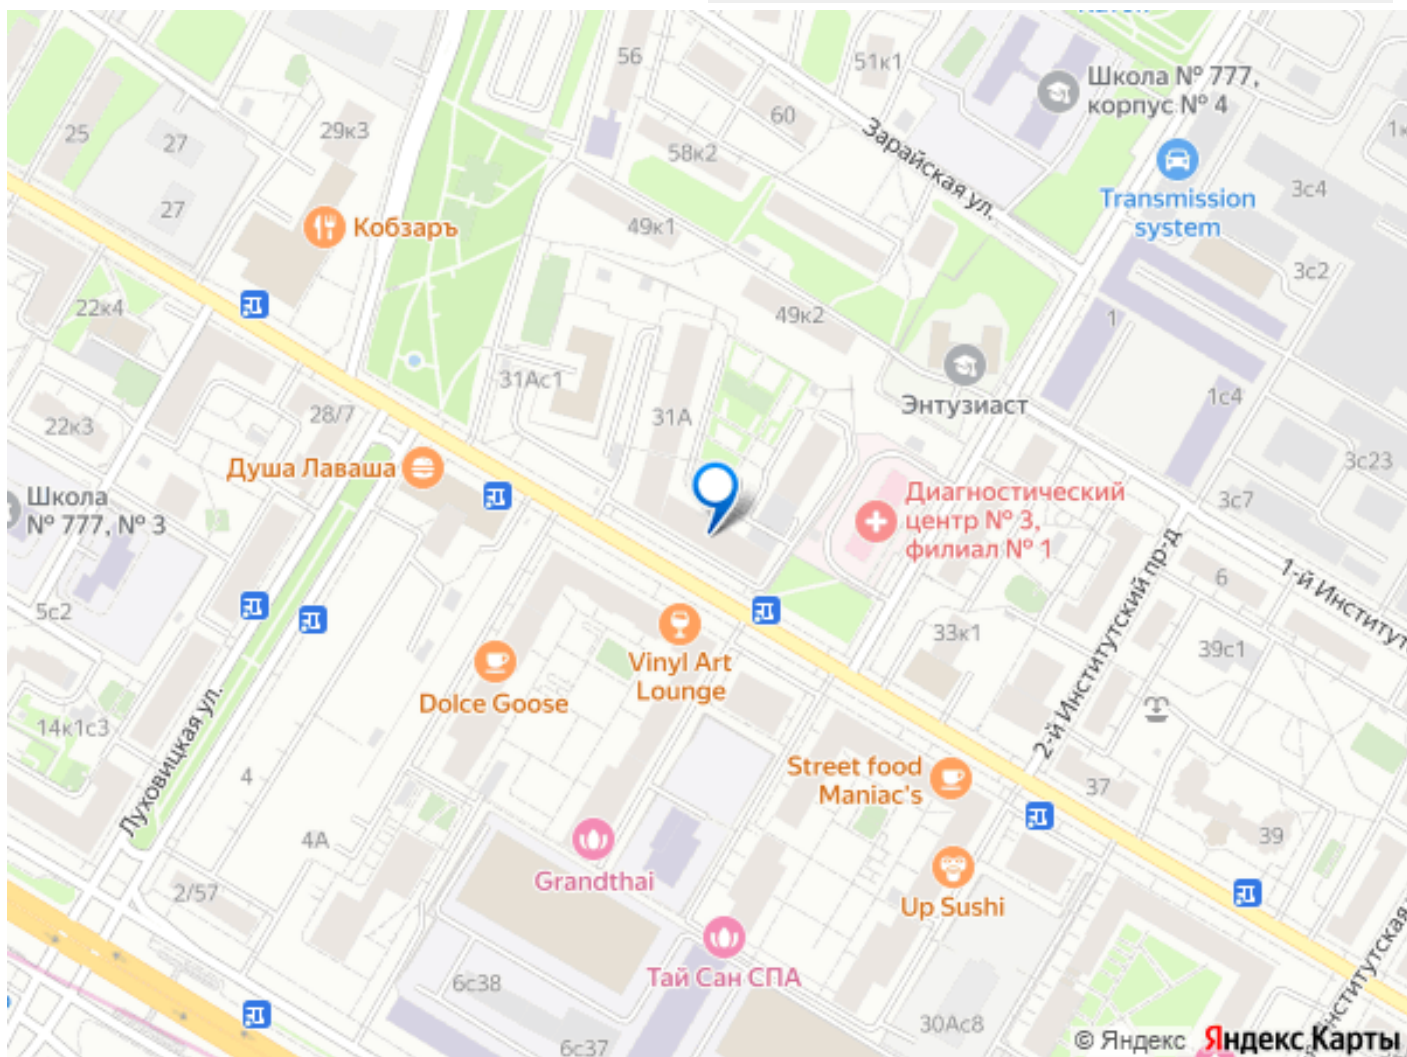 56
51к1
Школа № 777,
корпус № 4
60
25
27
29к3
58к2
Зарайская ул.
3с4
Transmission
system
27
Кобзаръ
49к1
3с2
22к4
49к2
1
31Ас1
Энтузиаст
1с4
28/7
31А
22к3
Душа Лаваша
3с23
Школа
№ 777, № 3
Диагностический
центр № 3,
филиал № 1
3с7
2-й Институтский пр-д
6
5с2
33к1
39с1
Vinyl Art
Lounge
Dolce Goose
14к1с3
Луховицкая ул.
4
Street food
Maniac's
37
4А
39
Grandthai
2/57
Up Sushi
Тай Сан СПА
6с38
30Ас8
6с37
© Яндекс Яндекс Карты